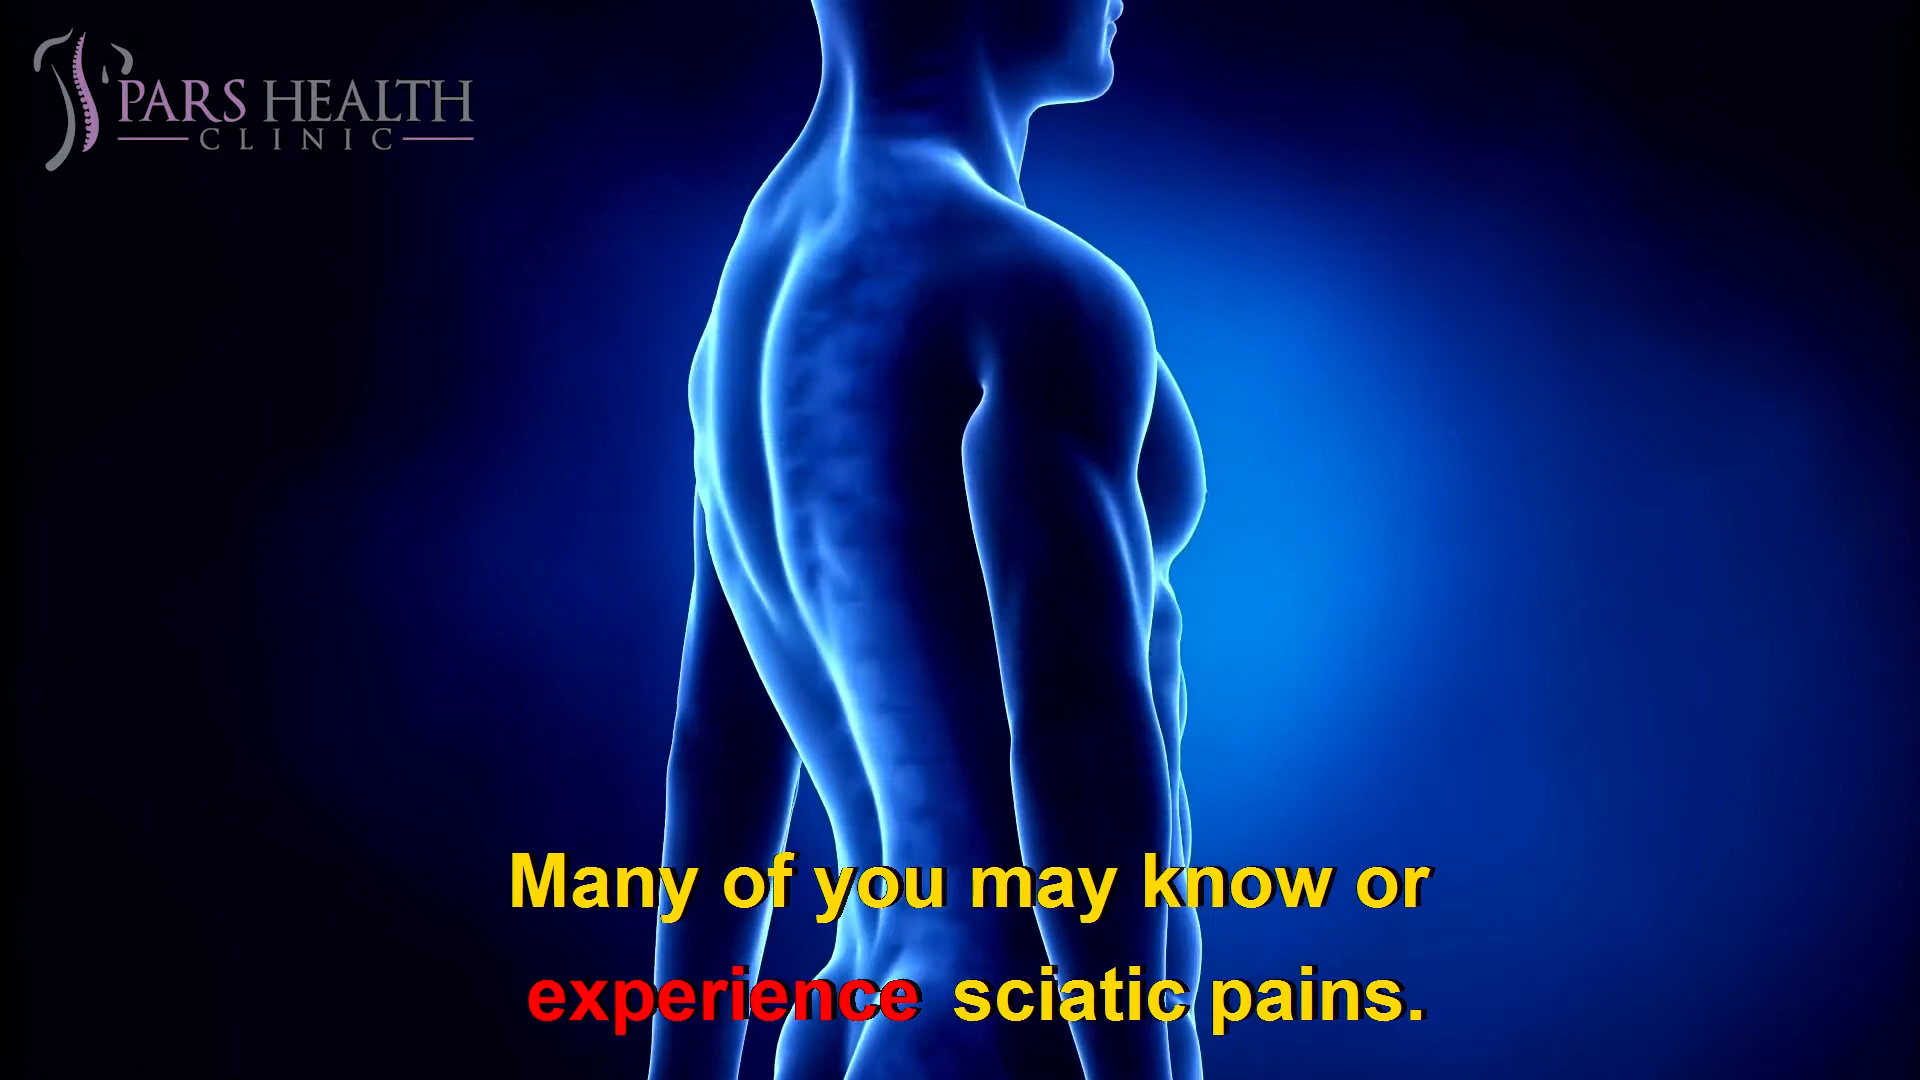 PARS HEALTH
CLINIC
Many of you may know or
experience sciatic pains.